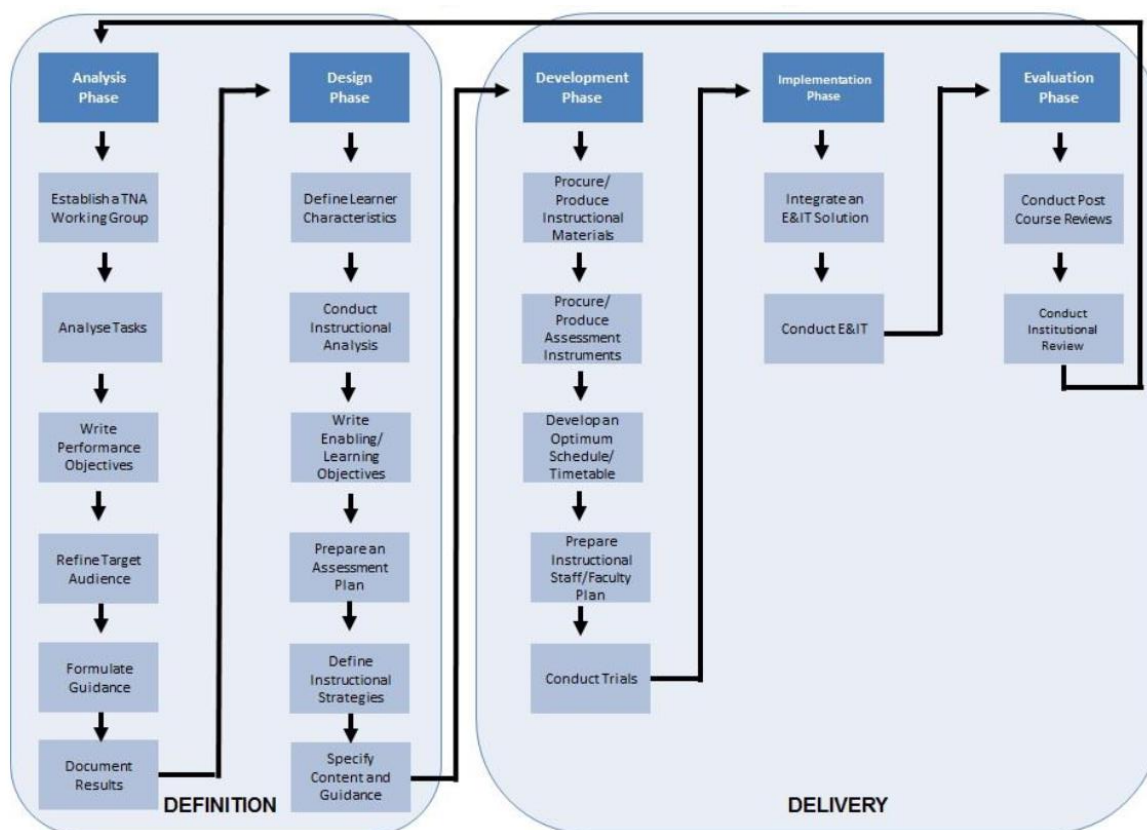 Analysis
Phase
Establish a TNA
Working Group
Analyse Tasks
Write
Performance
Objectives
Refine Target
Audience
Formulate
Guidance
Document
Results
Design
Phase
Define Learner
Characteristics
Conduct
Instructional
Analysis
Write
Enabling/
Learning
Objectives
Prepare an
Assessment
Plan
Define
Instructional
Strategies
Specify
Content and
Guidance
DEFINITION
Development
Phase
Procure/
Produce
Instructional
Materials
Procure/
Produce
Assessment
Instruments
Develop an
Optimum
Schedule/
Timetable
Prepare
Instructional
Staff/Faculty
Plan
Conduct Trials
Implementation
Phase
Integrate an
E&IT Solution
Conduct E&IT
Evaluation
Phase
Conduct Post
Course Reviews
Conduct
Institutional
Review
DELIVERY